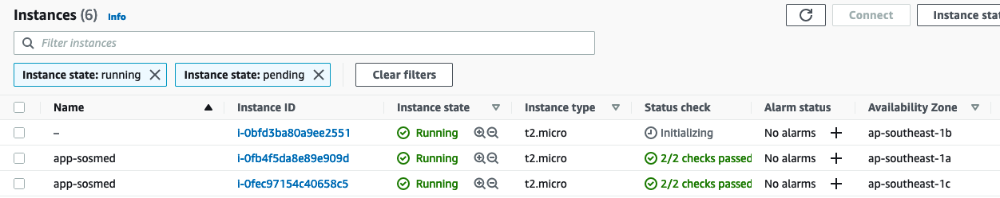 Instances (6) Info Connect Instance stat
Filter instances
Instance state: running Instance state: pending Clear filters
Name Instance ID Instance state Instance type Status check Alarm status Availability Zone
– i-0bfd3ba80a9ee2551 Running t2.micro Initializing No alarms ap-southeast-1b
app-sosmed i-0fb4f5da8e89e909d Running t2.micro 2/2 checks passed No alarms ap-southeast-1a
app-sosmed i-0fec97154c40658c5 Running t2.micro 2/2 checks passed No alarms ap-southeast-1c